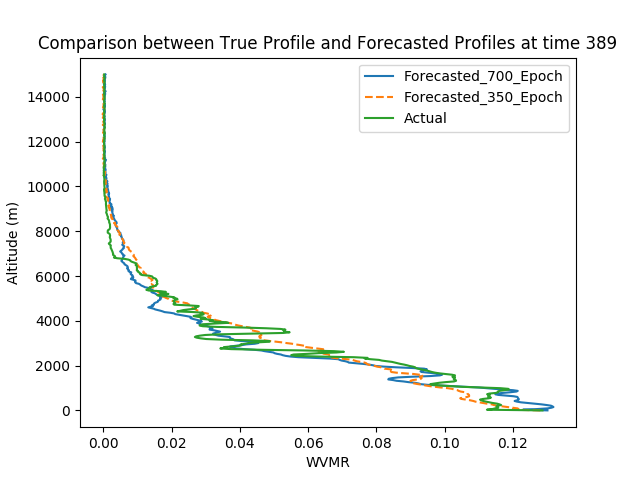 Comparison between True Profile and Forecasted Profiles at time 389
Forecasted_700_Epoch
Forecasted_350_Epoch
Actual
Altitude (m)
14000
12000
10000
8000
6000
4000
2000
0
0.00 0.02 0.04 0.06 0.08 0.10 0.12
WVMR